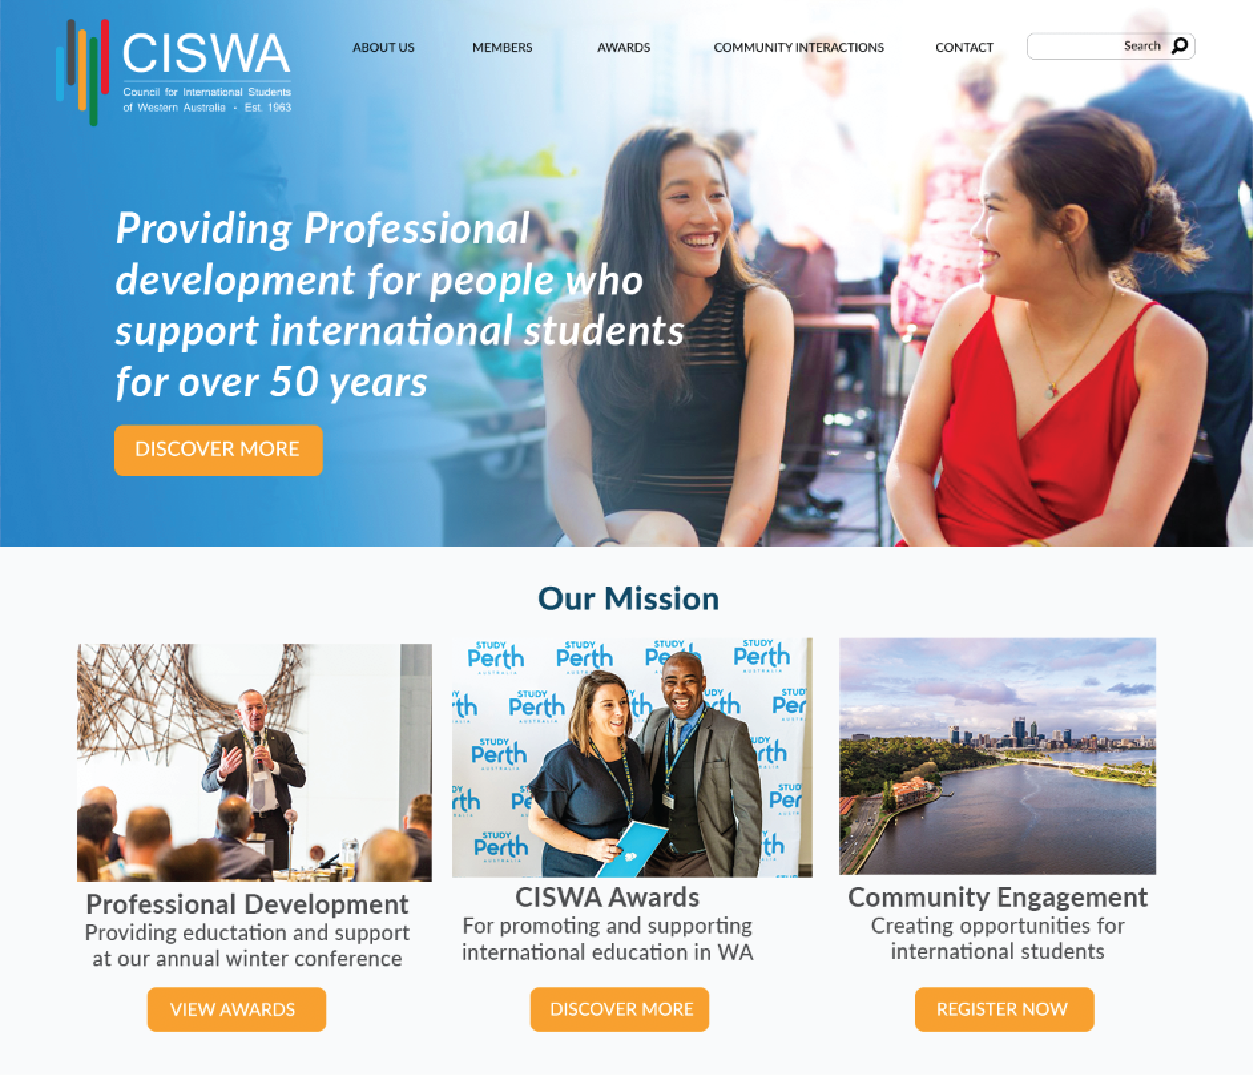 CISWA
Council for International Students
of Western Australia - Est. 1963
ABOUT US
MEMBERS
AWARDS
COMMUNITY INTERACTIONS
CONTACT
Search
Providing Professional
development for people who
support international students
for over 50 years
DISCOVER MORE
Our Mission
STUDY Perth AUSTRALIA
Professional Development
Providing eductation and support
at our annual winter conference
VIEW AWARDS
CISWA Awards
For promoting and supporting
international education in WA
DISCOVER MORE
Community Engagement
Creating opportunities for
international students
REGISTER NOW